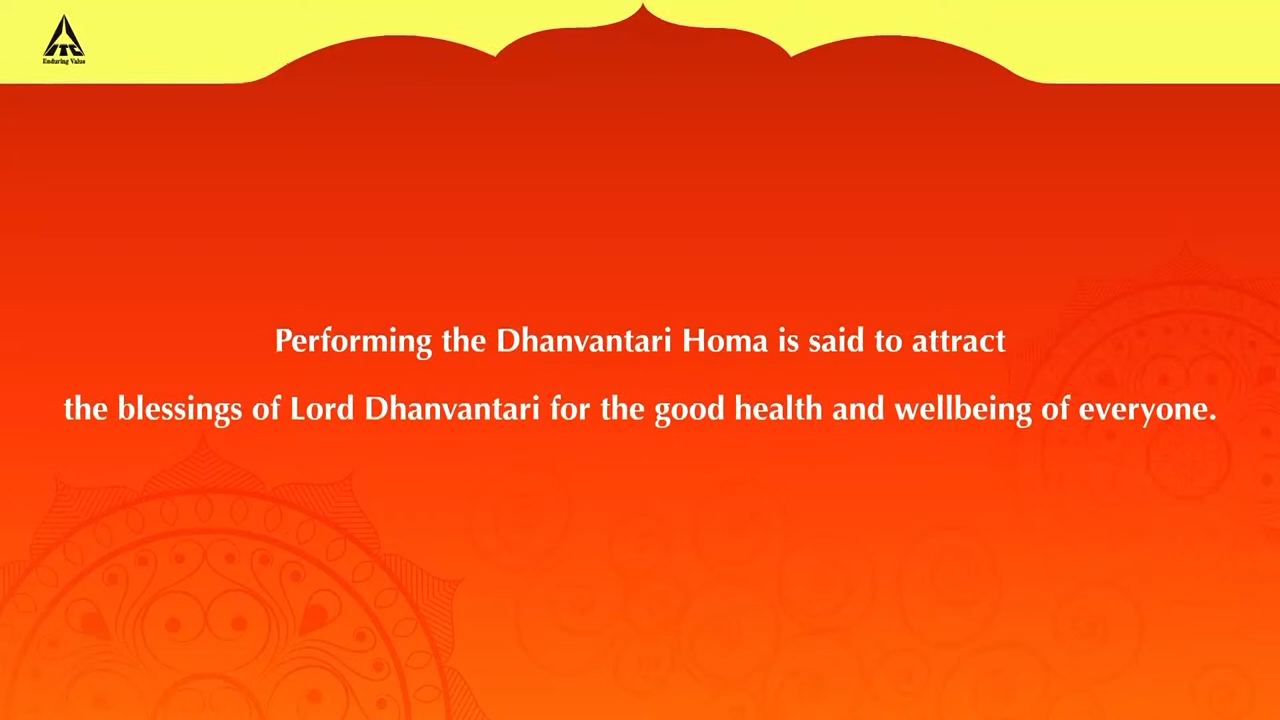 ITC
Enduring Value
Performing the Dhanvantari Homa is said to attract
the blessings of Lord Dhanvantari for the good health and wellbeing of everyone.